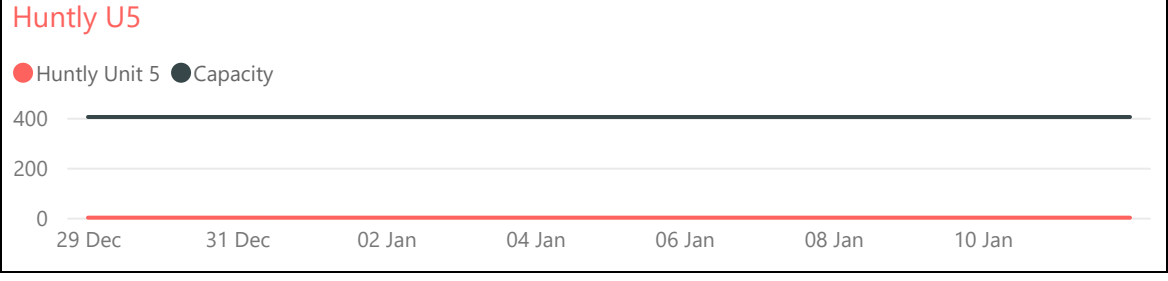 Huntly U5
Huntly Unit 5 Capacity
400
200
0
29 Dec 31 Dec 02 Jan 04 Jan 06 Jan 08 Jan 10 Jan